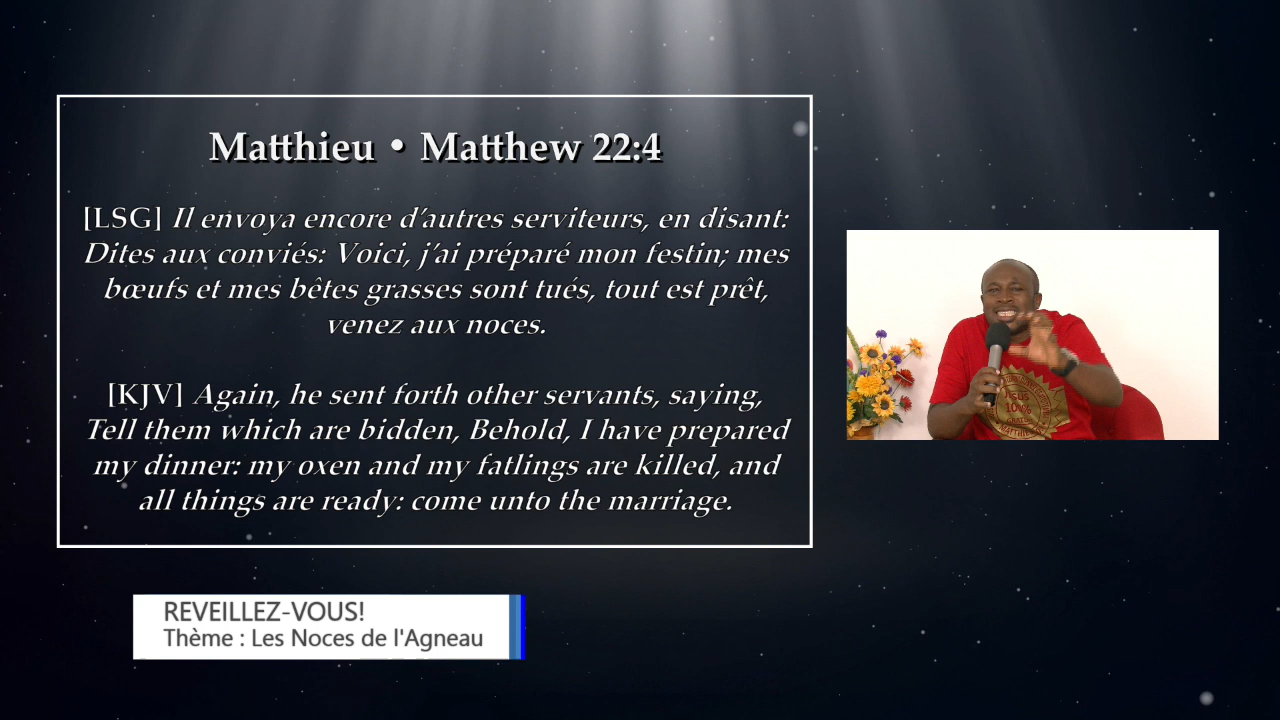 Matthieu • Matthew 22:4
[LSG] Il envoya encore d'autres serviteurs, en disant:
Dites aux conviés: Voici, j'ai préparé mon festin; mes
bœufs et mes bêtes grasses sont tués, tout est prêt,
venez aux noces.
[KJV] Again, he sent forth other servants, saying,
Tell them which are bidden, Behold, I have prepared
my dinner: my oxen and my fatlings are killed, and
all things are ready: come unto the marriage.
JESUS
100%
MATTHIEU
REVEILLEZ-VOUS!
Thème : Les Noces de l'Agneau